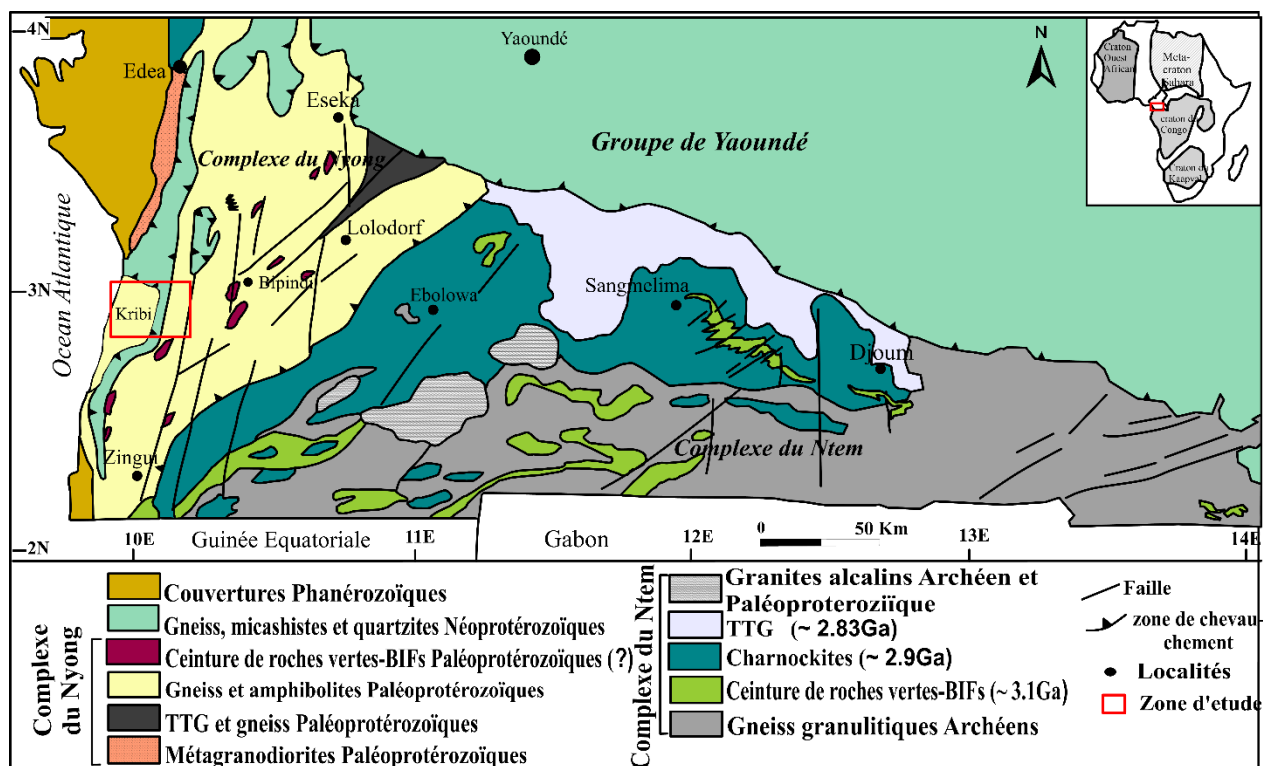 4N
Yaoundé
N
Craton
Ouest
African
Meta-
craton
Sahara
craton du
Congo
Craton du
Kaapval
Edea
Eseka
Complexe du Nyong
Groupe de Yaoundé
Ocean Atlantique
Lolodorf
3N
Bipindi
Kribi
Ebolowa
Sangmelima
Djoum
Complexe du Ntem
Zingui
2N
10E
Guinée Equatoriale
11E
Gabon
12E
0
50 Km
13E
14E
Complexe
du Nyong
Couvertures Phanérozoïques
Gneiss, micashistes et quartzites Néoprotérozoïques
Ceinture de roches vertes-BIFs Paléoprotérozoïques (?)
Gneiss et amphibolites Paléoprotérozoïques
TTG et gneiss Paléoprotérozoïques
Métagranodiorites Paléoprotérozoïques
Complexe du Ntem
Granites alcalins Archéen et
Paléoproteroziïque
TTG (~ 2.83Ga)
Charnockites (~ 2.9Ga)
Ceinture de roches vertes-BIFs (~ 3.1Ga)
Gneiss granulitiques Archéens
Faille
zone de chevau-
chement
Localités
Zone d'etude